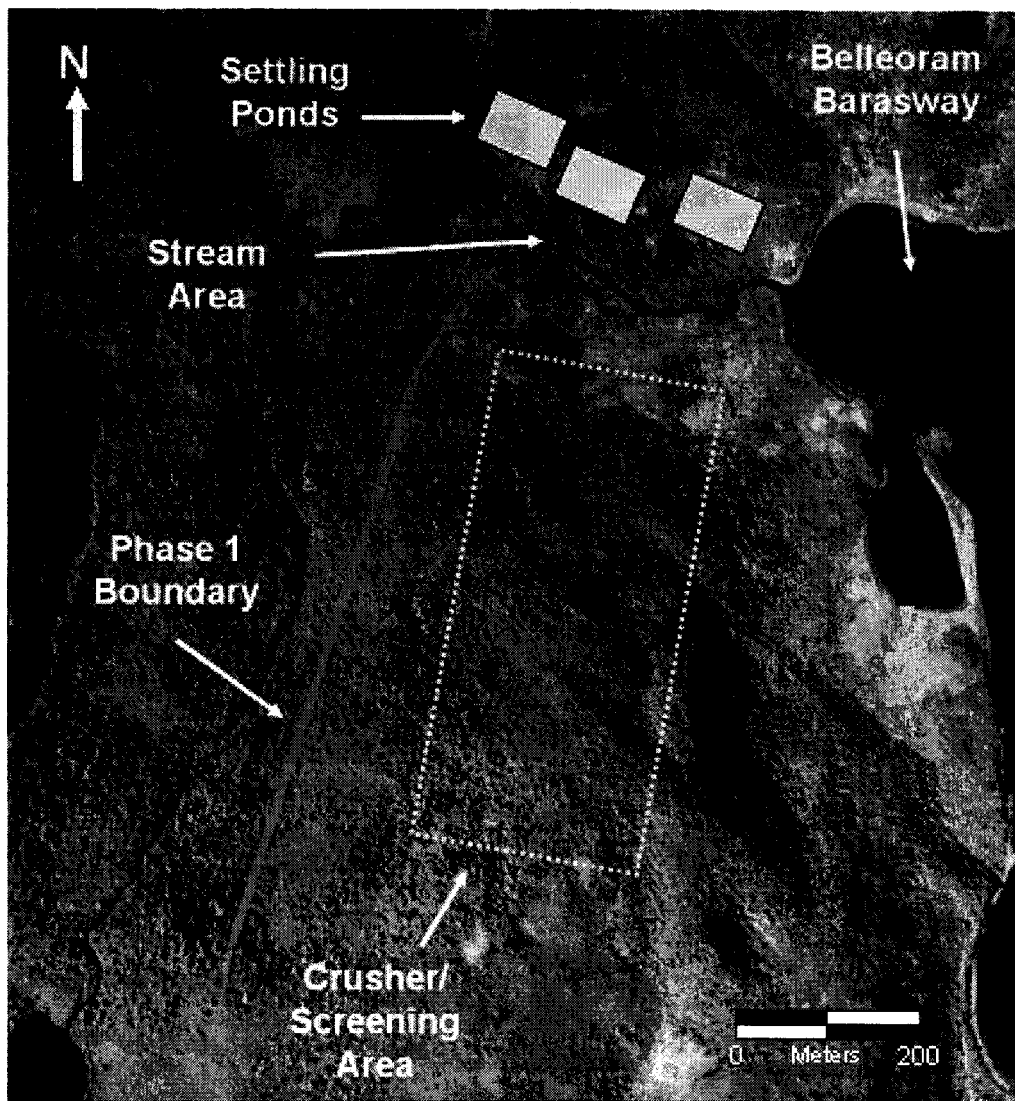 N
Settling
Ponds
Belleoram
Barasway
Stream
Area
Phase 1
Boundary
Crusher/
Screening
Area
0 Meters 200